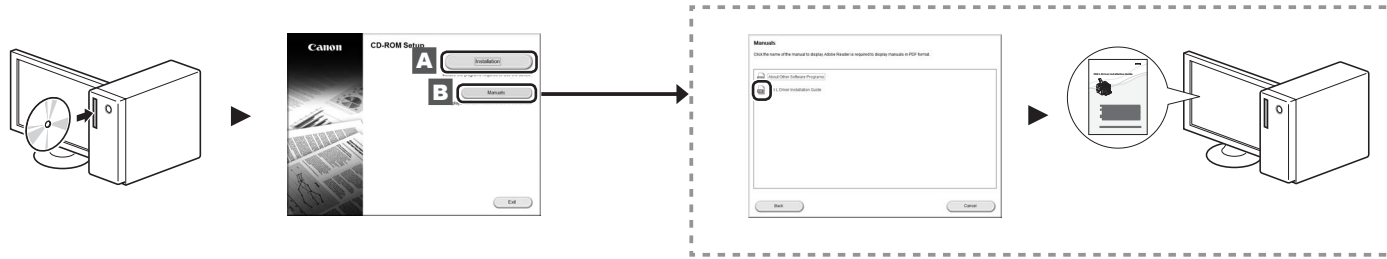 Canon
CD-ROM Setup
A
Installation
B
Manuals
Exit
Manuals
Click the name of the manual to display. Adobe Reader is required to display manuals in PDF format.
About Other Software Programs
Driver Installation Guide
Back
Cancel